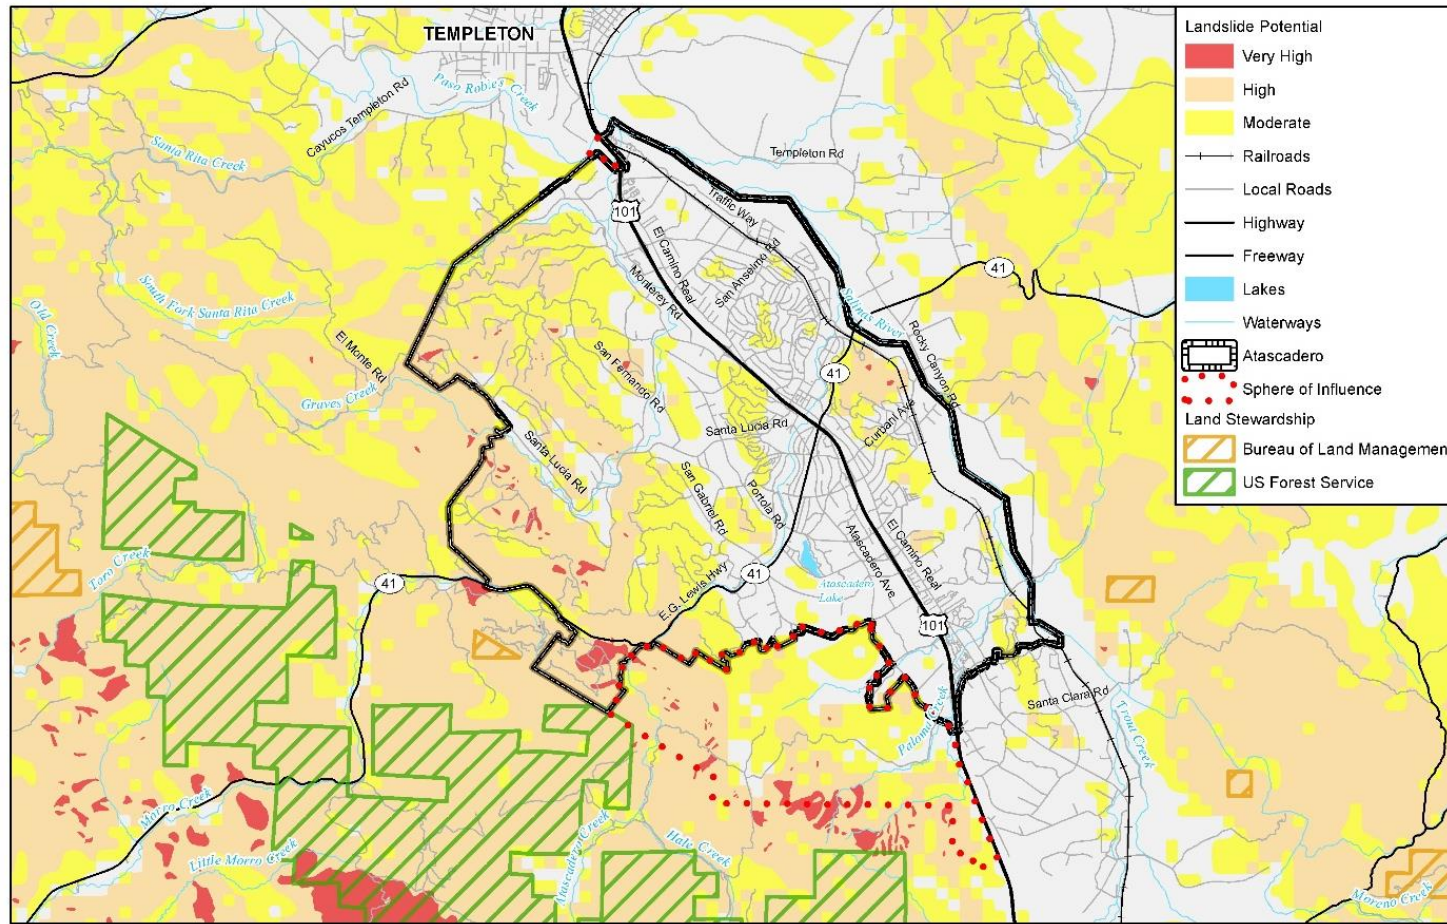 TEMPLETON
Paso Robles Creek
Cayucos Templeton Rd
Santa Rita Creek
Templeton Rd
Traffic Way
101
El Camino Real
San Anselmo Rd
Monterey Rd
41
Salinas River
Rocky Canyon Rd
South Fork Santa Rita Creek
Old Creek
El Monte Rd
San Fernando Rd
Graves Creek
41
Curbaril Ave
Santa Lucia Rd
Santa Lucia Rd
San Gabriel Rd
Portola Rd
Atascadero Ave
El Camino Real
Toro Creek
41
41
E.G. Lewis Hwy
Atascadero
Lake
101
Santa Clara Rd
Paloma Creek
Trout Creek
Morro Creek
Little Morro Creek
Atascadero Creek
Hale Creek
Moreno Creek
Landslide Potential
Very High
High
Moderate
Railroads
Local Roads
Highway
Freeway
Lakes
Waterways
Atascadero
Sphere of Influence
Land Stewardship
Bureau of Land Managemen
US Forest Service